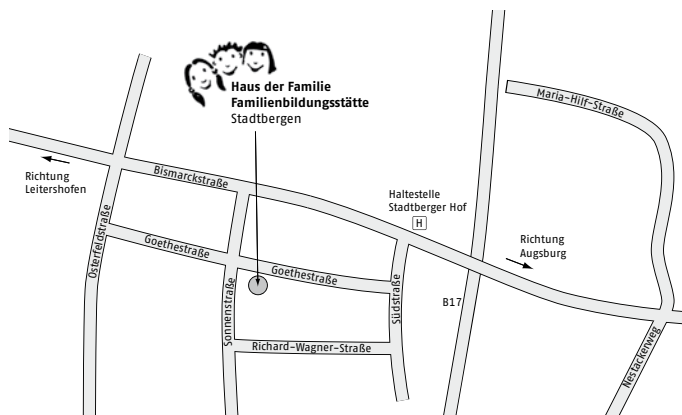 Haus der Familie
Familienbildungsstätte
Stadtbergen
Maria-Hilf-Straße
Richtung
Leitershofen
Bismarckstraße
Haltestelle
Stadtberger Hof
H
Richtung
Augsburg
Osterfeldstraße
Goethestraße
Goethestraße
Sonnenstraße
Südstraße
B17
Richard-Wagner-Straße
Nestackerweg